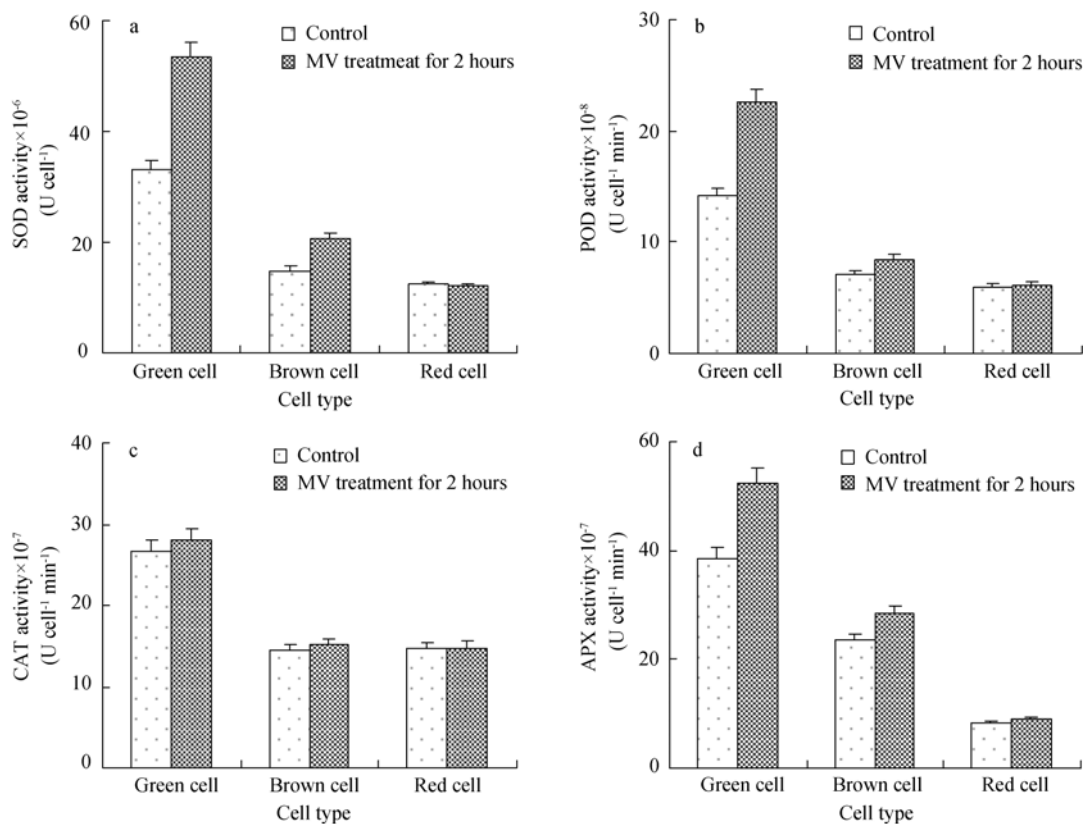 a
Control
MV treatmeat for 2 hours
SOD activity×10⁻⁶
(U cell⁻¹)
60
40
20
0
Green cell Brown cell Red cell
Cell type
b
Control
MV treatment for 2 hours
POD activity×10⁻⁸
(U cell⁻¹ min⁻¹)
30
20
10
0
Green cell Brown cell Red cell
Cell type
c
Control
MV treatment for 2 hours
CAT activity×10⁻⁷
(U cell⁻¹ min⁻¹)
40
30
20
10
0
Green cell Brown cell Red cell
Cell type
d
Control
MV treatment for 2 hours
APX activity×10⁻⁷
(U cell⁻¹ min⁻¹)
60
40
20
0
Green cell Brown cell Red cell
Cell type